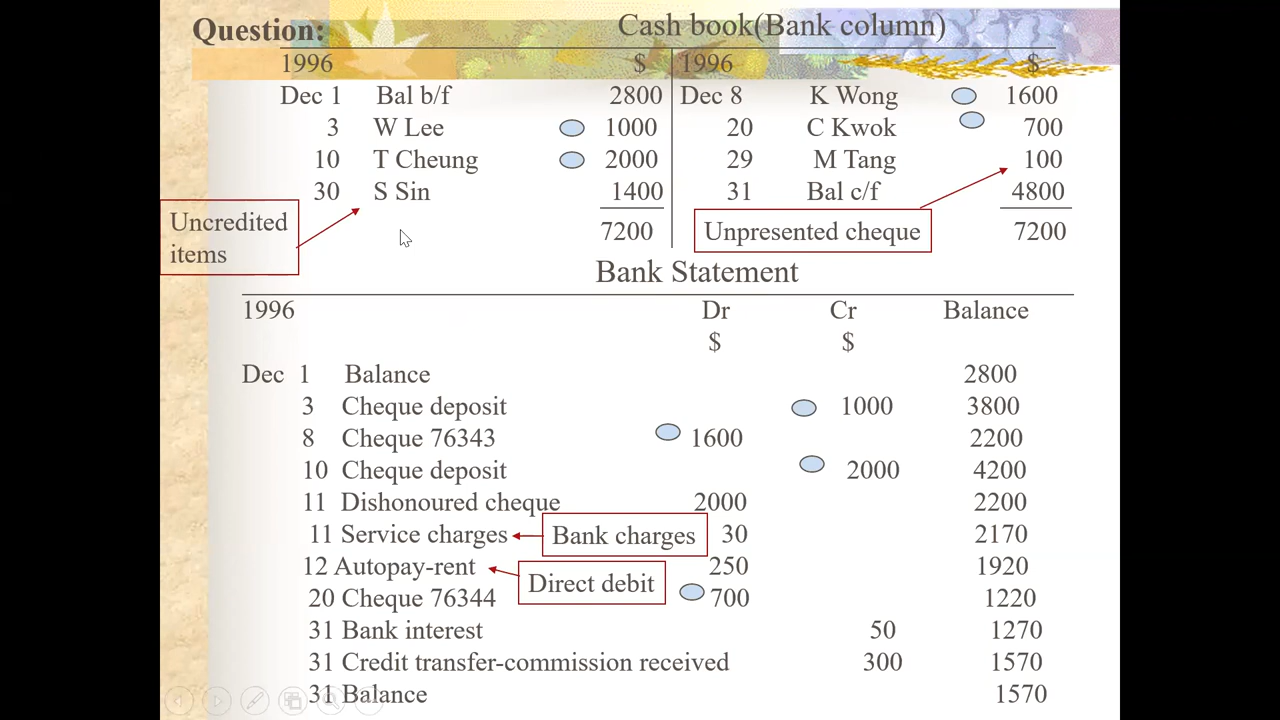 Question:
Cash book(Bank column)
1996 $ 1996 $
Dec 1 Bal b/f 2800 Dec 8 K Wong 1600
3 W Lee 1000 20 C Kwok 700
10 T Cheung 2000 29 M Tang 100
30 S Sin 1400 31 Bal c/f 4800
Uncredited
items
7200 Unpresented cheque 7200
Bank Statement
1996 Dr Cr Balance
$ $
Dec 1 Balance 2800
3 Cheque deposit 1000 3800
8 Cheque 76343 1600 2200
10 Cheque deposit 2000 4200
11 Dishonoured cheque 2000 2200
11 Service charges Bank charges 30 2170
12 Autopay-rent 250 1920
Direct debit
20 Cheque 76344 700 1220
31 Bank interest 50 1270
31 Credit transfer-commission received 300 1570
31 Balance 1570